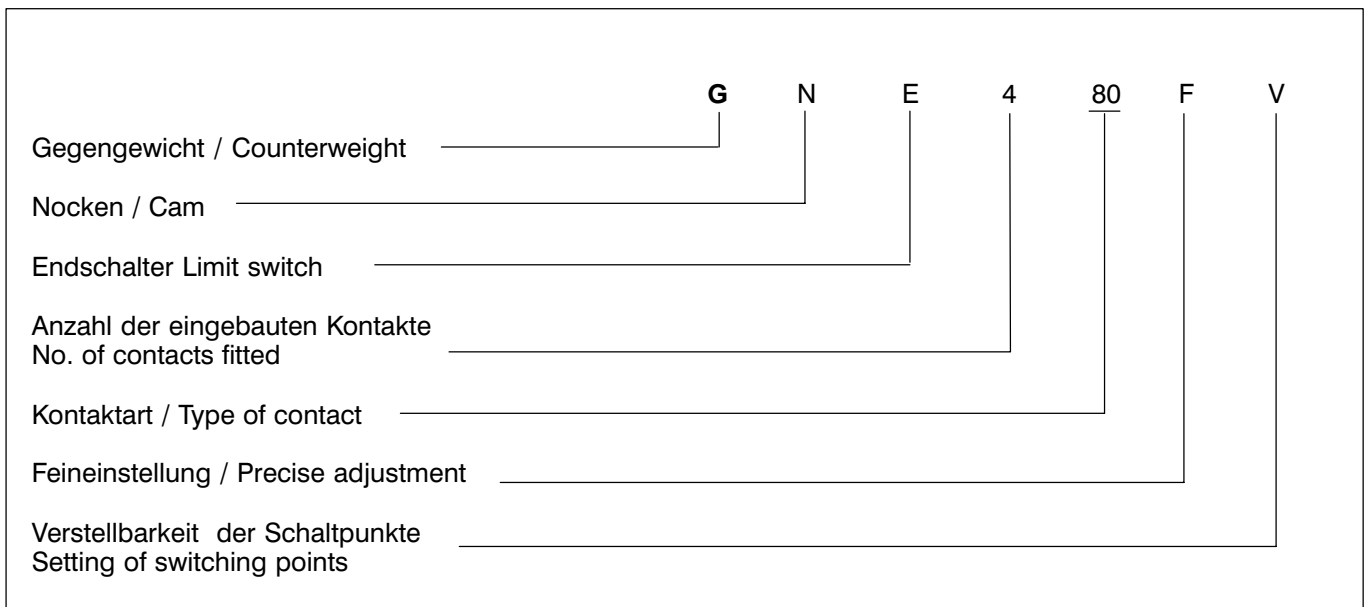 G N E 4 80 F V
Gegengewicht / Counterweight
Nocken / Cam
Endschalter Limit switch
Anzahl der eingebauten Kontakte
No. of contacts fitted
Kontaktart / Type of contact
Feineinstellung / Precise adjustment
Verstellbarkeit der Schaltpunkte
Setting of switching points